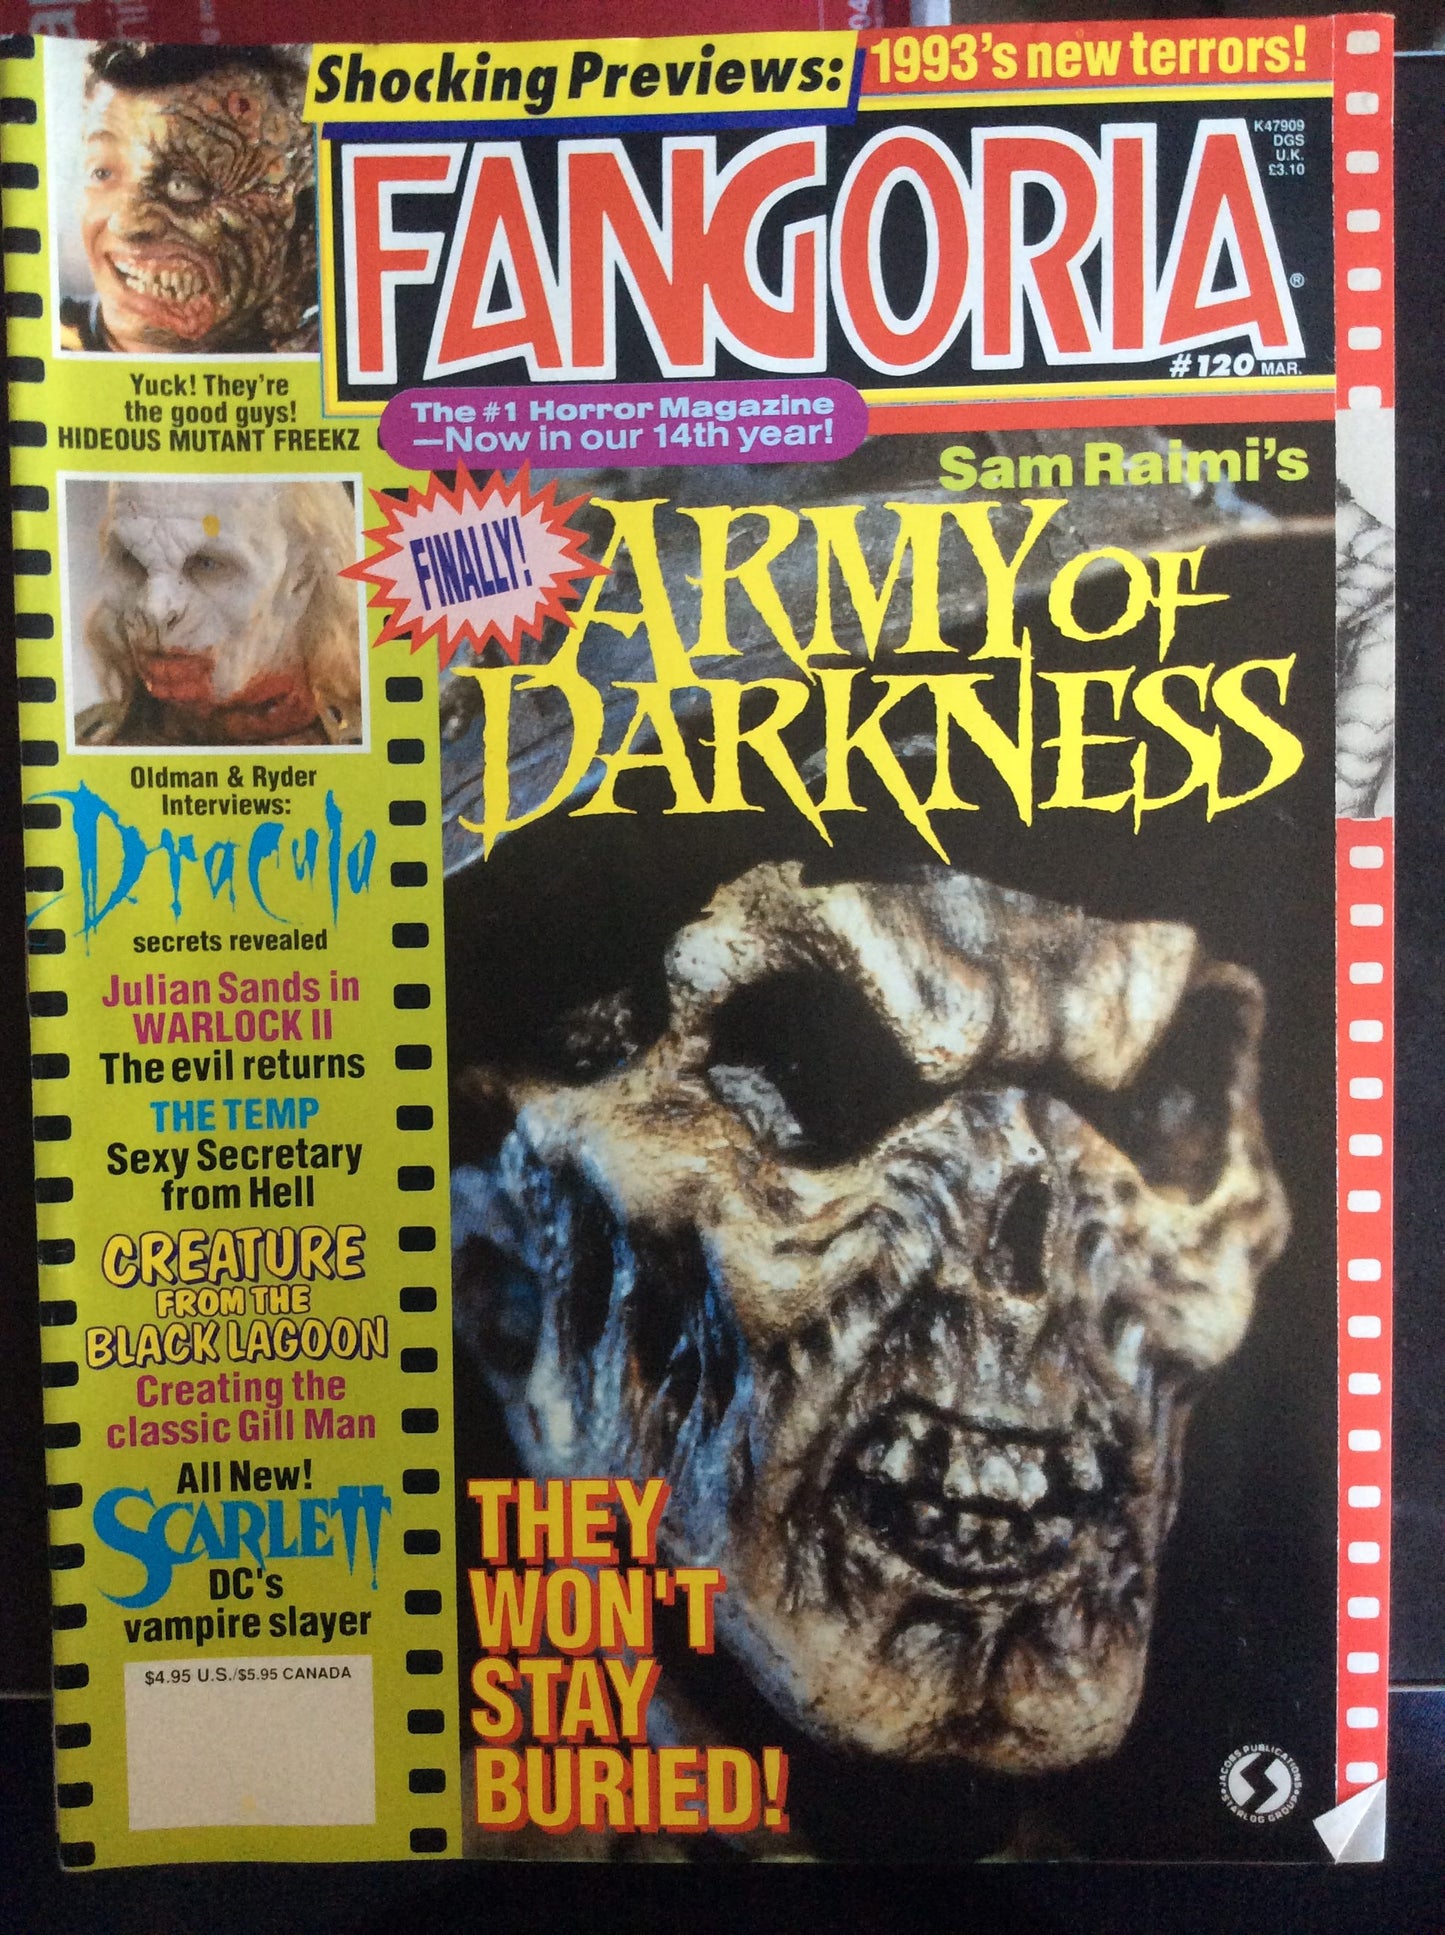 Shocking Previews:
1993's new terrors!
FANGORIA
®
K47909
DGS
U.K.
£3.10
#120 MAR.
The #1 Horror Magazine
—Now in our 14th year!
Yuck! They're
the good guys!
HIDEOUS MUTANT FREEKZ
FINALLY!
Sam Raimi's
ARMY OF
DARKNESS
Oldman & Ryder
Interviews:
Dracula
secrets revealed
Julian Sands in
WARLOCK II
The evil returns
THE TEMP
Sexy Secretary
from Hell
CREATURE
FROM THE
BLACK LAGOON
Creating the
classic Gill Man
All New!
SCARLETT
DC's
vampire slayer
$4.95 U.S./$5.95 CANADA
THEY
WON'T
STAY
BURIED!
JACOBS PUBLICATIONS
STARLOG GROUP